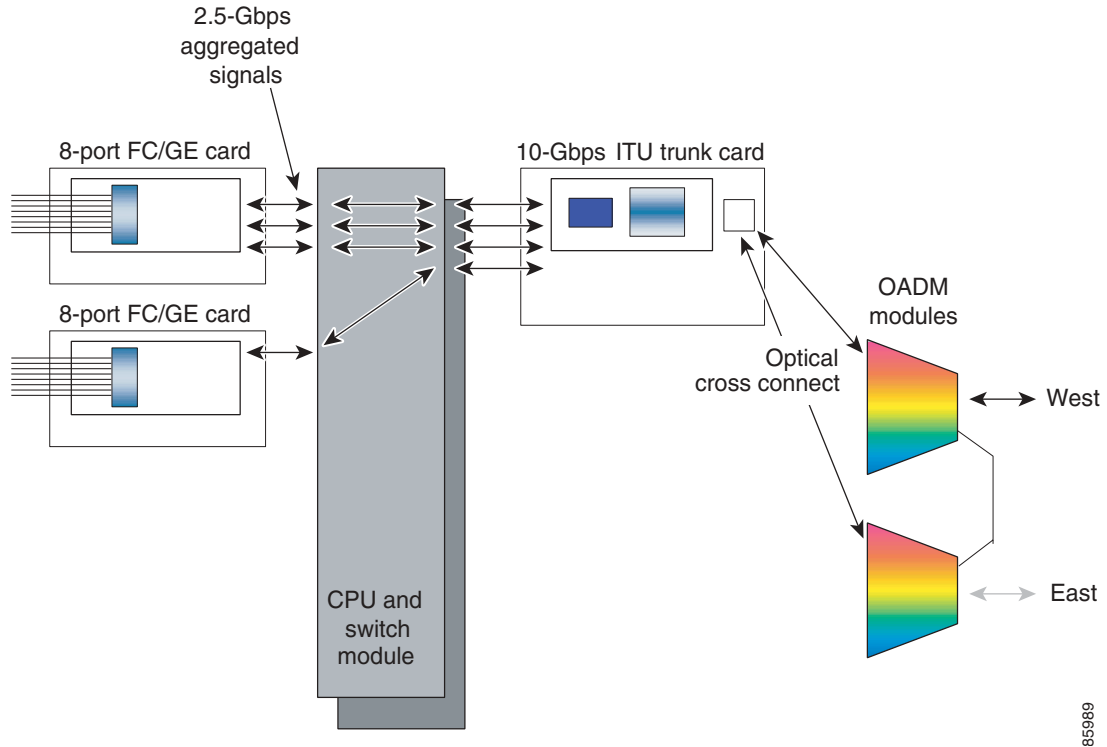 2.5-Gbps
aggregated
signals
8-port FC/GE card
10-Gbps ITU trunk card
8-port FC/GE card
OADM
modules
Optical
cross connect
West
East
CPU and
switch
module
85989